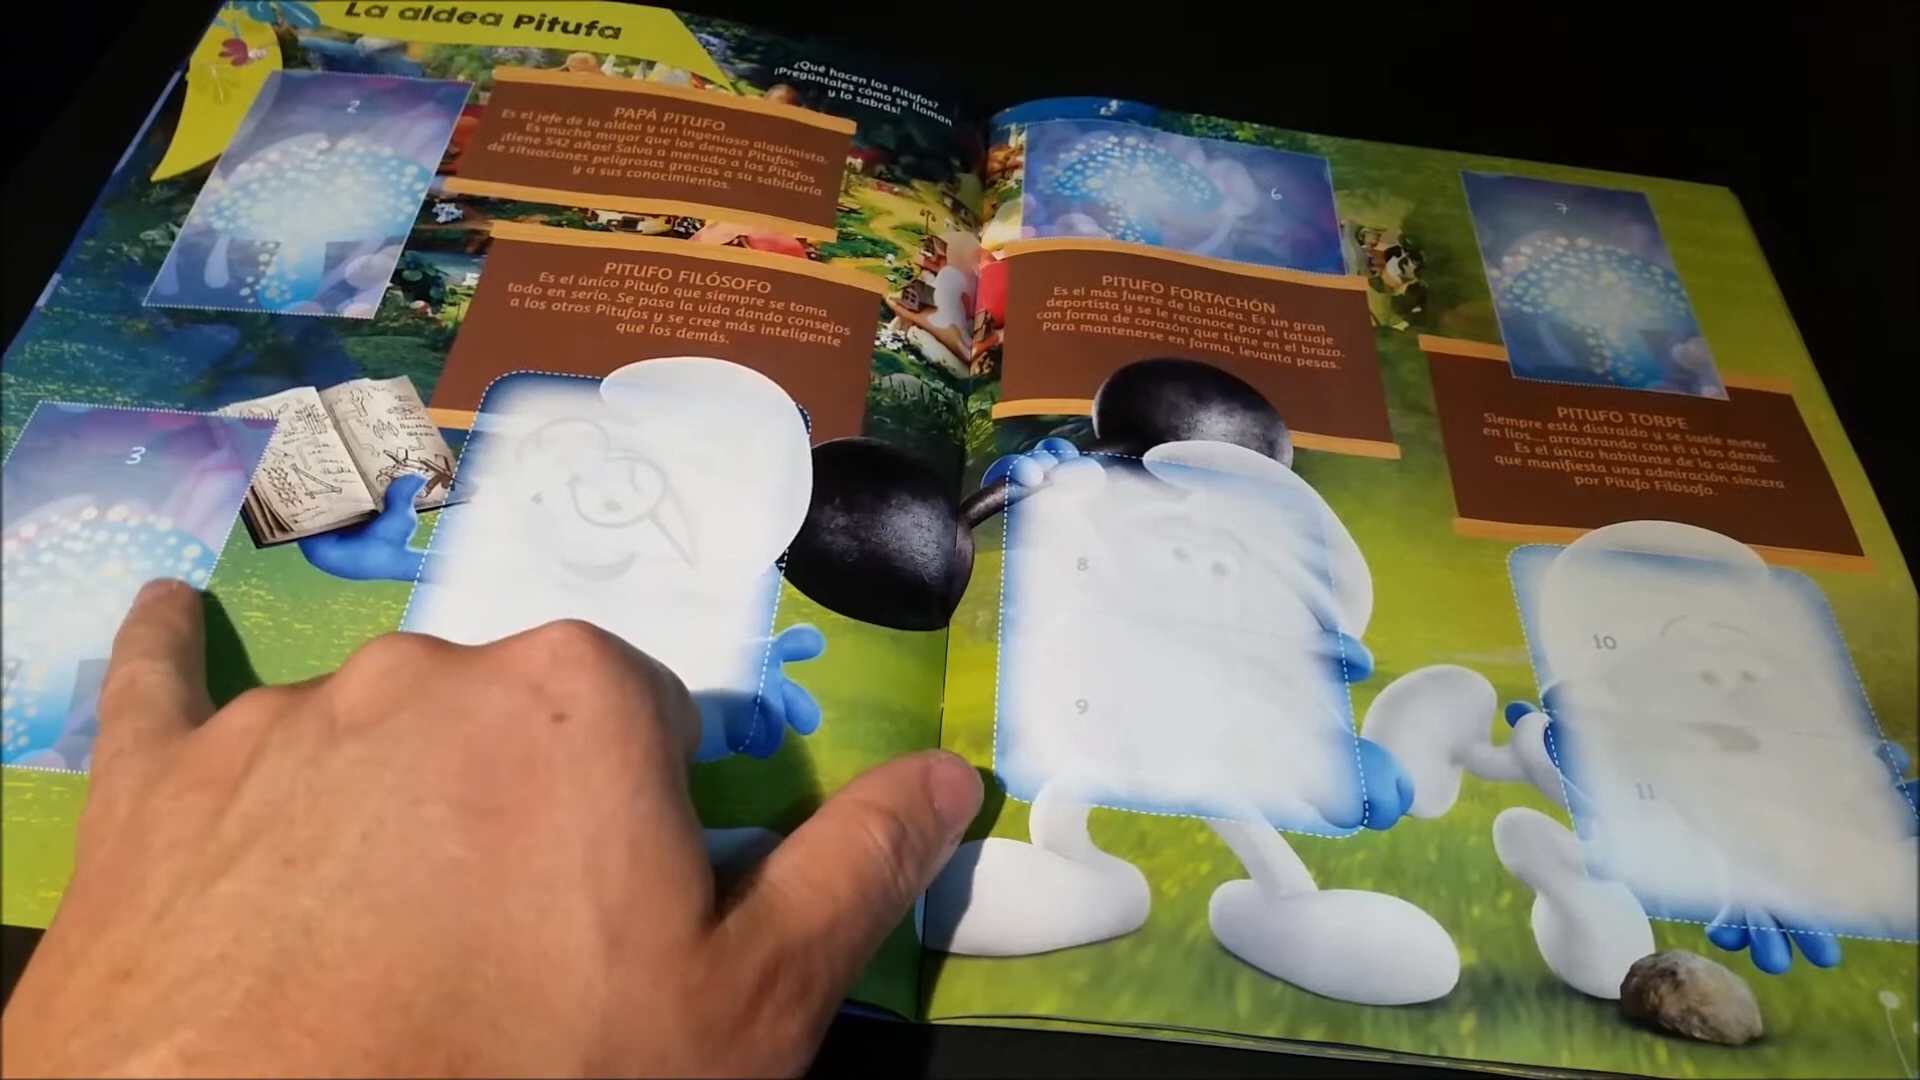 La aldea Pitufa
¿Qué hacen los Pitufos?
¡Pregúntales cómo se llaman
y lo sabrás!
2
PAPÁ PITUFO
Es el jefe de la aldea y un ingenioso alquimista.
Es mucho mayor que los demás Pitufos:
¡tiene 542 años! Salva a menudo a los Pitufos
de situaciones peligrosas gracias a su sabiduría
y a sus conocimientos.
PITUFO FILÓSOFO
Es el único Pitufo que siempre se toma
todo en serio. Se pasa vida dando consejos
a los otros Pitufos y se cree más inteligente
que los demás.
3
6
PITUFO FORTACHÓN
Es el más fuerte de la aldea. Es un gran
deportista y se le reconoce por el tatuaje
con forma de corazón que tiene en el brazo.
Para mantenerse en forma, levanta pesas.
8
9
7
PITUFO TORPE
Siempre está distraido y se suele meter
en líos... arrastrando con el a los demás.
Es el único habitante de la aldea
que manifiesta una admiración sincera
por Pitufo Filósofo.
10
11